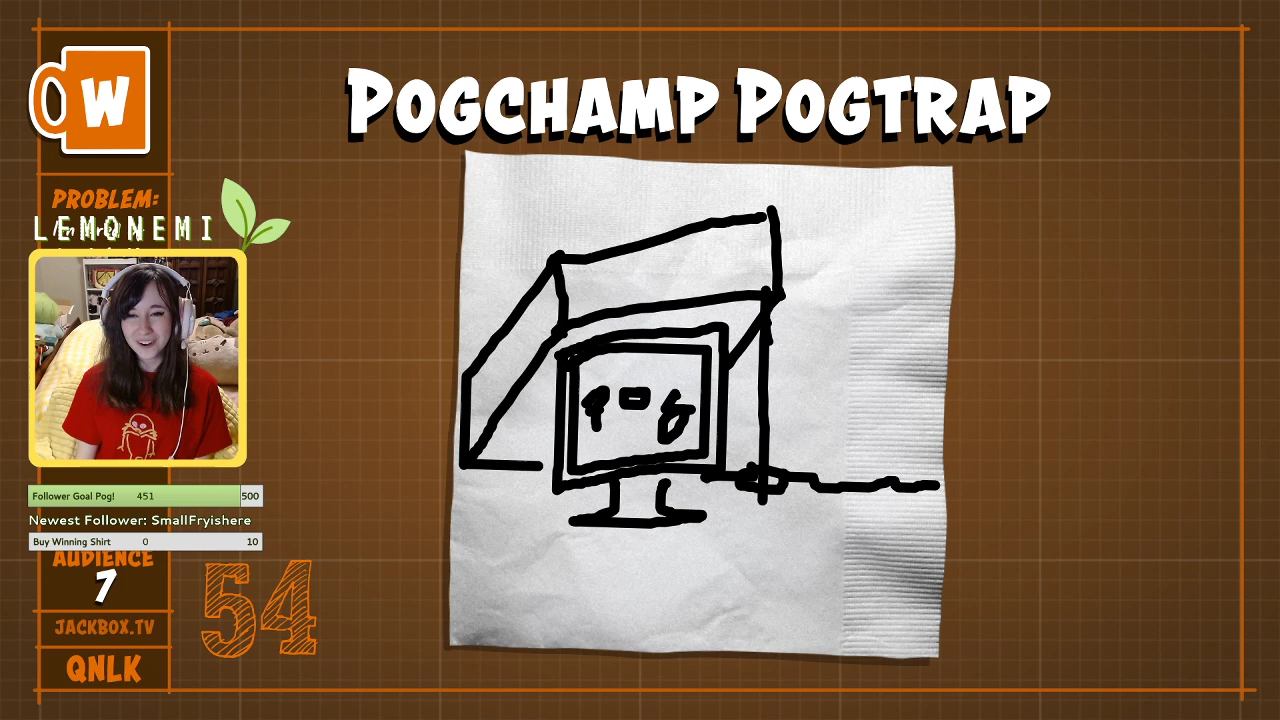 W
POGCHAMP POGTRAP
PROBLEM:
LEMONEMI
POG
Follower Goal Pog! 451 500
Newest Follower: SmallFryishere
Buy Winning Shirt 0 10
AUDIENCE
7
54
JACKBOX.TV
QNLK